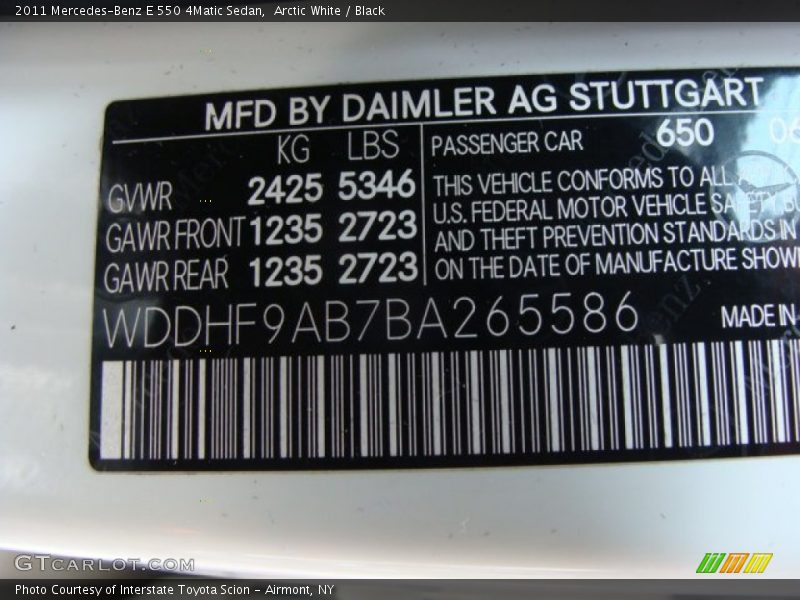 2011 Mercedes-Benz E 550 4Matic Sedan, Arctic White / Black
MFD BY DAIMLER AG STUTTGART
KG LBS
GVWR 2425 5346
GAWR FRONT 1235 2723
GAWR REAR 1235 2723
PASSENGER CAR 650 06
THIS VEHICLE CONFORMS TO ALL
U.S. FEDERAL MOTOR VEHICLE SAFETY BU
AND THEFT PREVENTION STANDARDS IN
ON THE DATE OF MANUFACTURE SHOWN
WDDHF9AB7BA265586 MADE IN
GTCARLOT.COM
Photo Courtesy of Interstate Toyota Scion - Airmont, NY